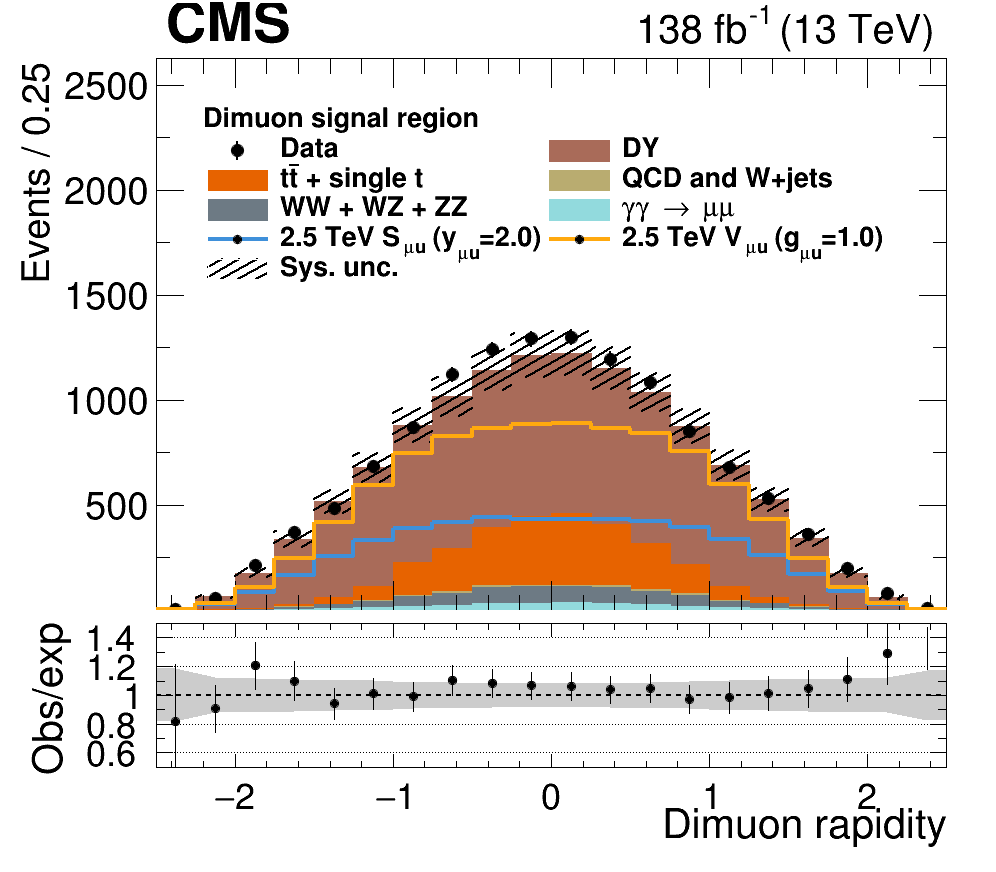 CMS 138 fb-1 (13 TeV)
Events / 0.25
2500
2000
1500
1000
500
Dimuon signal region
Data DY
tt̄ + single t QCD and W+jets
WW + WZ + ZZ γγ → μμ
2.5 TeV Sμu (yμu=2.0) 2.5 TeV Vμu (gμu=1.0)
Sys. unc.
Obs/exp
1.4
1.2
1
0.8
0.6
−2 −1 0 1 2
Dimuon rapidity